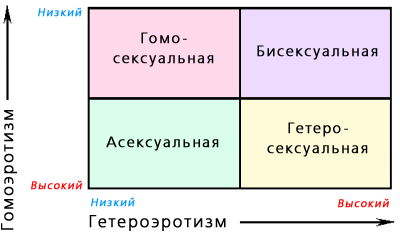 Низкий
Гомо-
сексуальная
Бисексуальная
Асексуальная
Гетеро-
сексуальная
Высокий
Гомоэротизм
Низкий
Высокий
Гетероэротизм